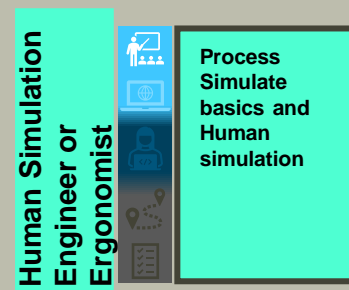 Human Simulation
Engineer or
Ergonomist
Process
Simulate
basics and
Human
simulation